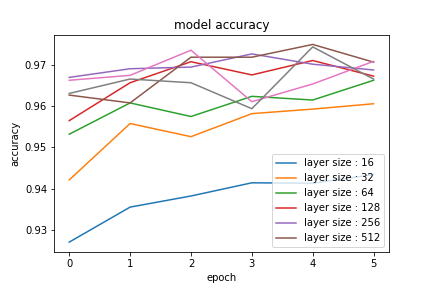 model accuracy
0.97
0.96
0.95
0.94
0.93
accuracy
layer size : 16
layer size : 32
layer size : 64
layer size : 128
layer size : 256
layer size : 512
0 1 2 3 4 5
epoch